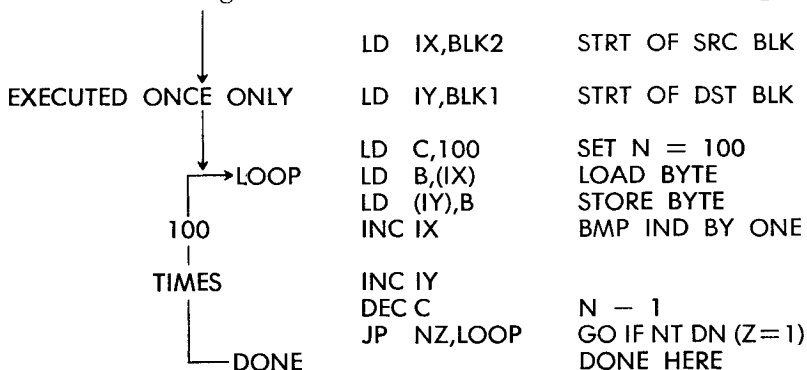 LD IX,BLK2 STRT OF SRC BLK
EXECUTED ONCE ONLY LD IY,BLK1 STRT OF DST BLK
LD C,100 SET N = 100
LOOP LD B,(IX) LOAD BYTE
LD (IY),B STORE BYTE
100 INC IX BMP IND BY ONE
TIMES INC IY
DEC C N − 1
JP NZ,LOOP GO IF NT DN (Z=1)
DONE DONE HERE